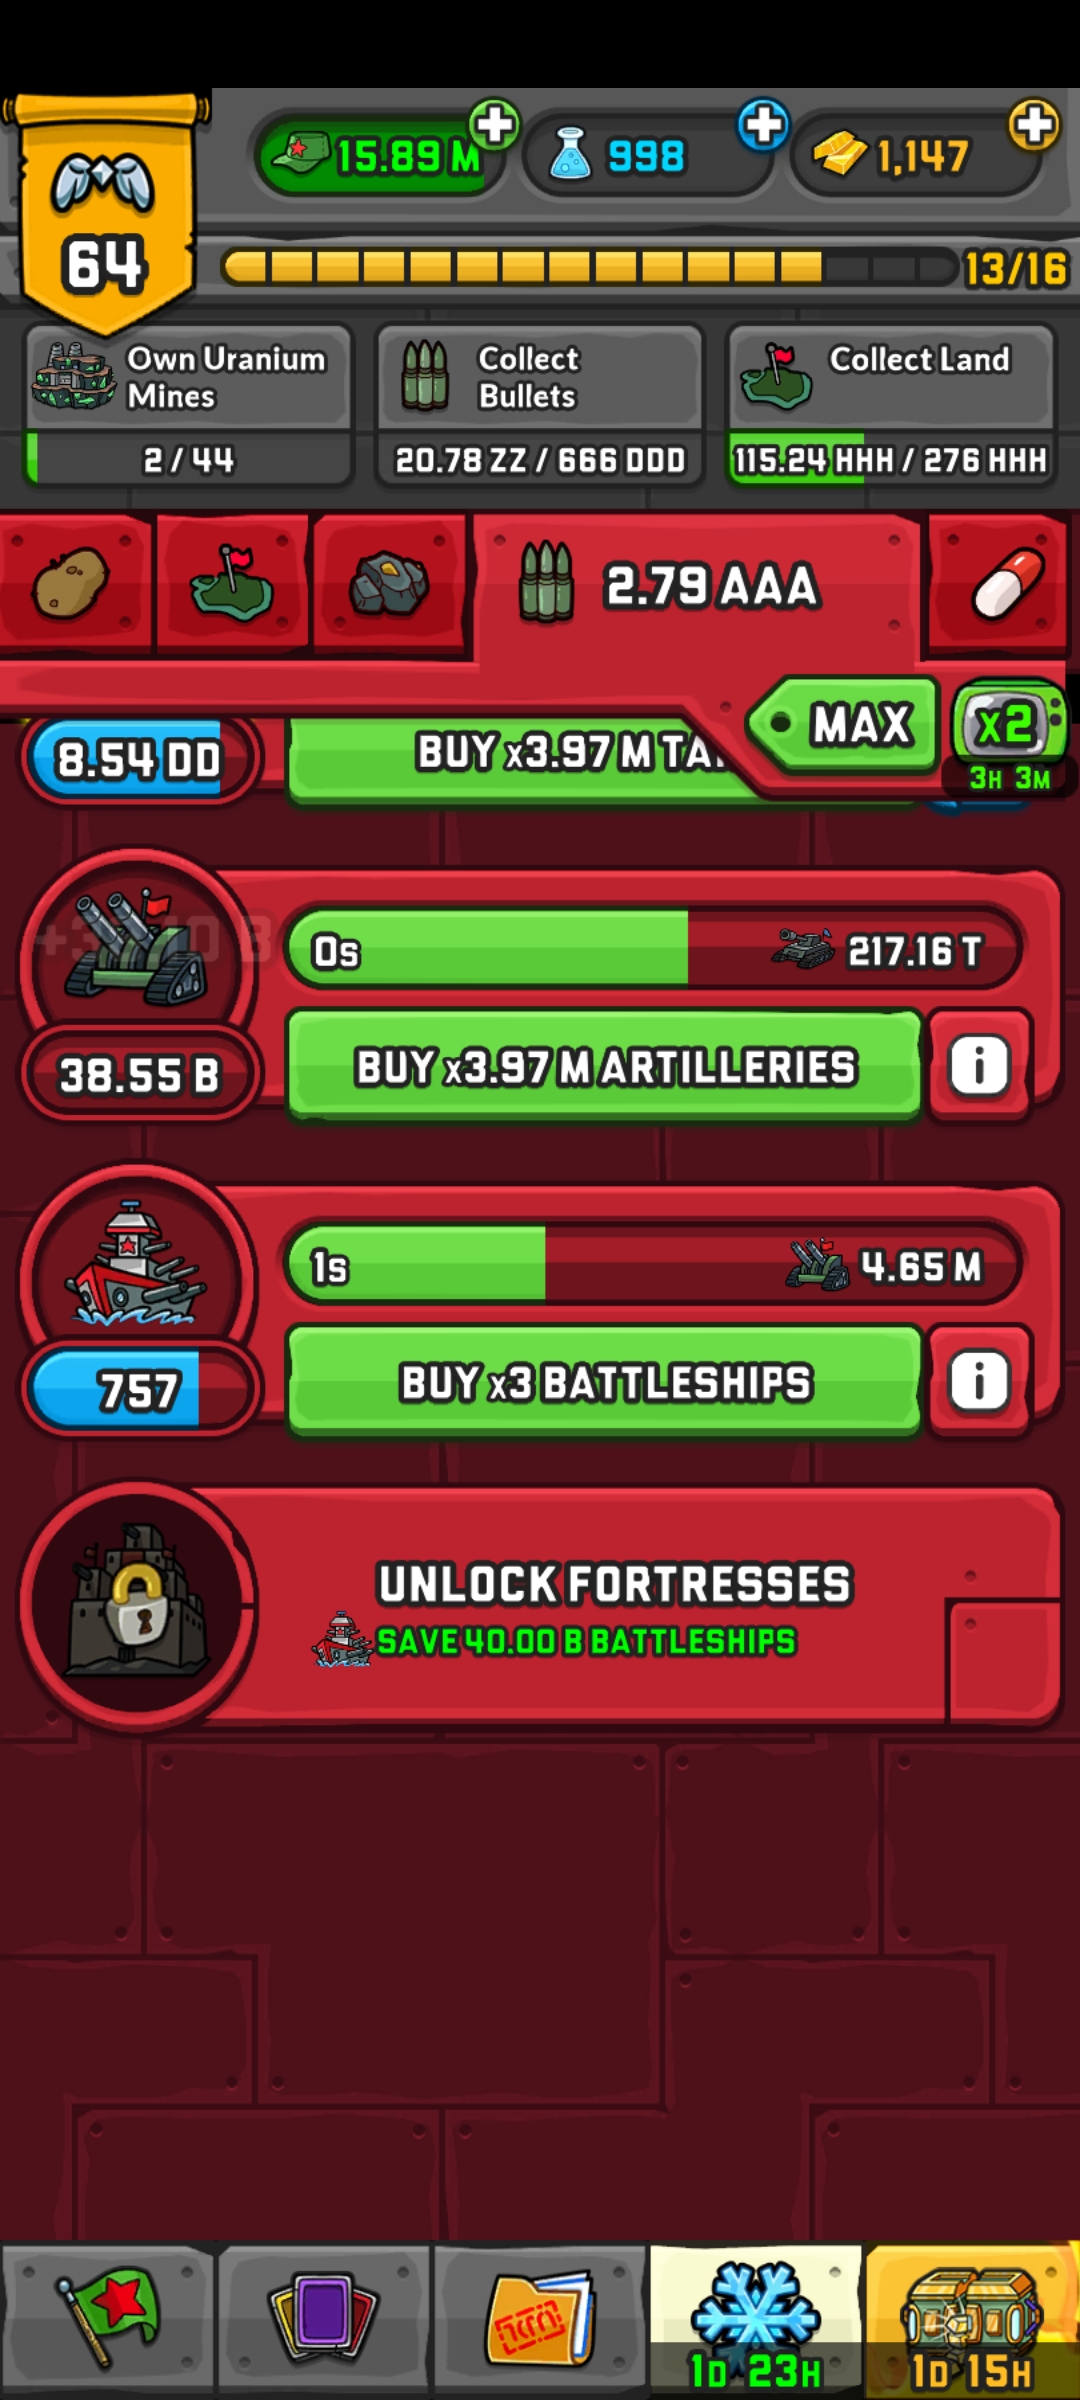 15.89 M
998
1,147
64
13/16
Own Uranium
Mines
2 / 44
Collect
Bullets
20.78 ZZ / 666 DDD
Collect Land
115.24 HHH / 276 HHH
2.79 AAA
MAX
x2
3H 3M
8.54 DD
BUY x3.97 M
0s
217.16 T
38.55 B
BUY x3.97 M ARTILLERIES
i
1s
4.65 M
757
BUY x3 BATTLESHIPS
i
UNLOCK FORTRESSES
SAVE 40.00 B BATTLESHIPS
1D 23H
1D 15H